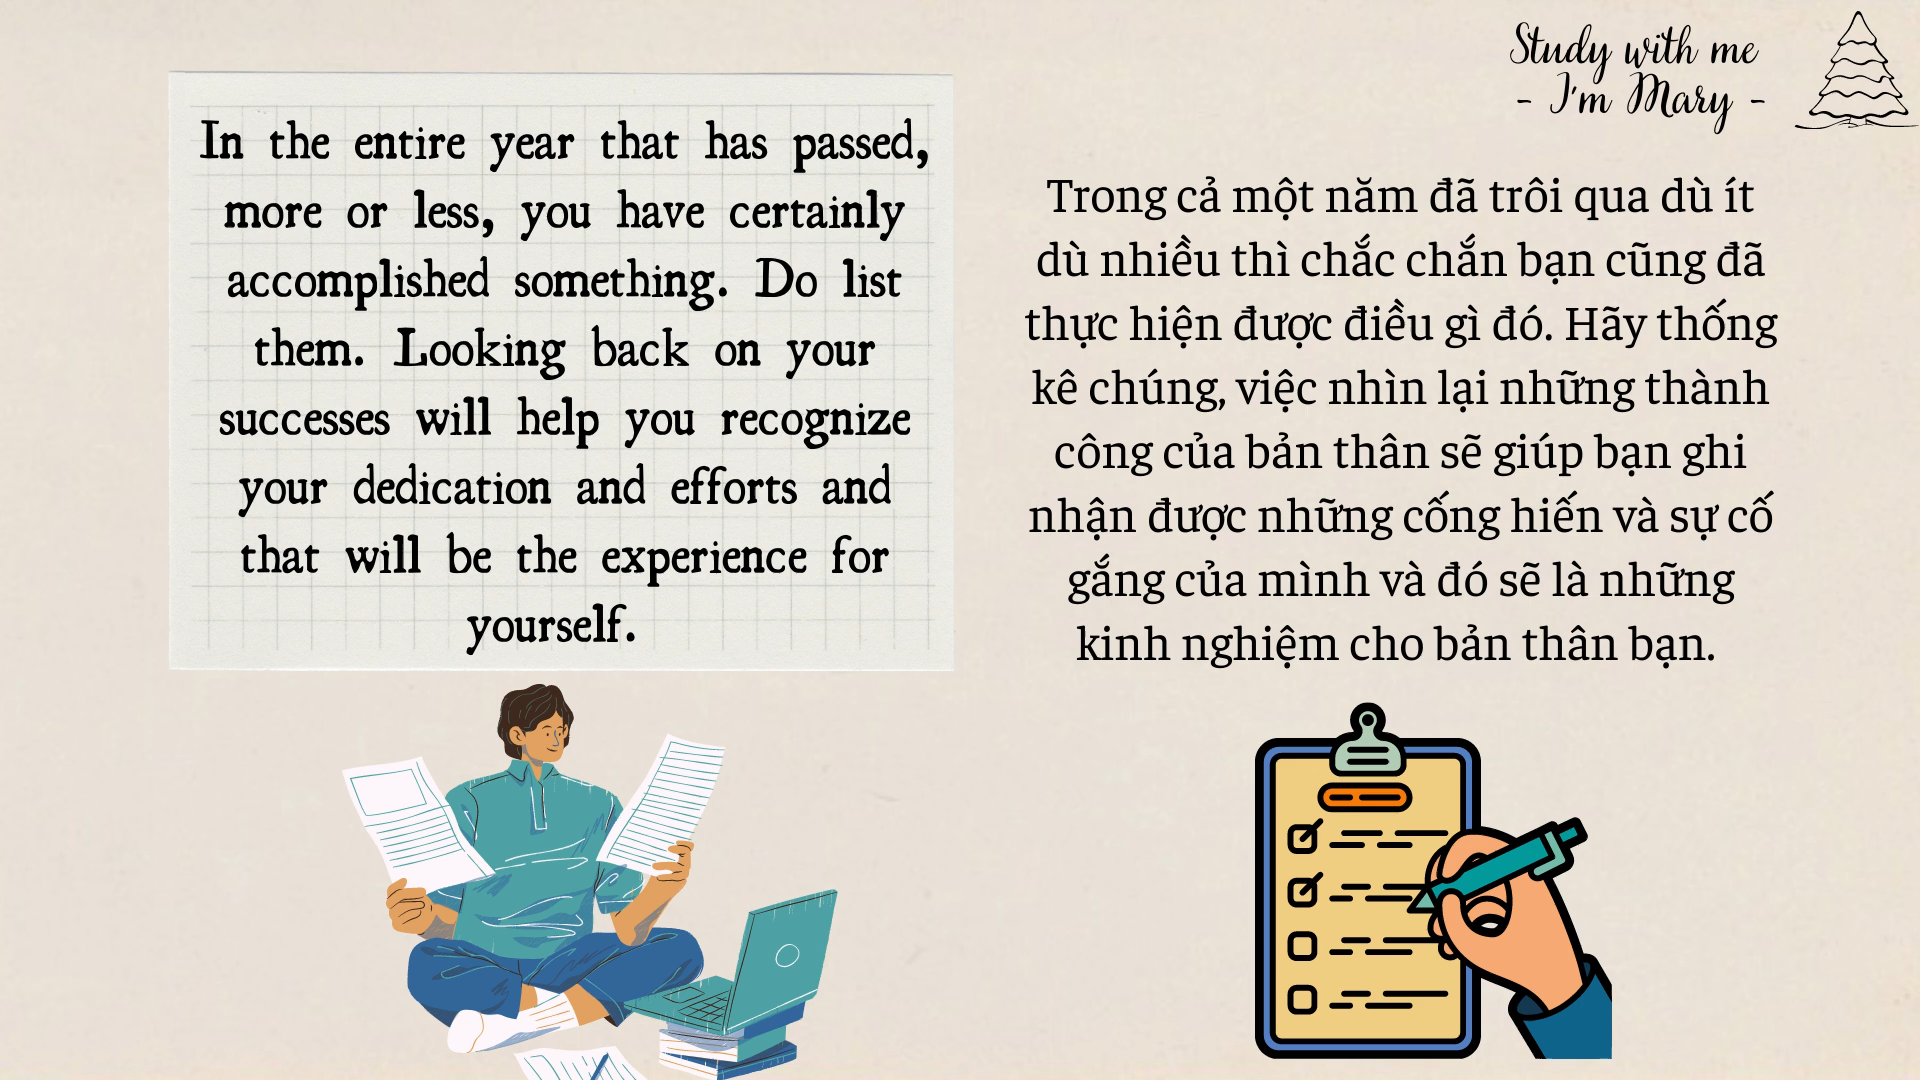 Study with me
- I'm Mary -
In the entire year that has passed,
more or less, you have certainly
accomplished something. Do list
them. Looking back on your
successes will help you recognize
your dedication and efforts and
that will be the experience for
yourself.
Trong cả một năm đã trôi qua dù ít
dù nhiều thì chắc chắn bạn cũng đã
thực hiện được điều gì đó. Hãy thống
kê chúng, việc nhìn lại những thành
công của bản thân sẽ giúp bạn ghi
nhận được những cống hiến và sự cố
gắng của mình và đó sẽ là những
kinh nghiệm cho bản thân bạn.